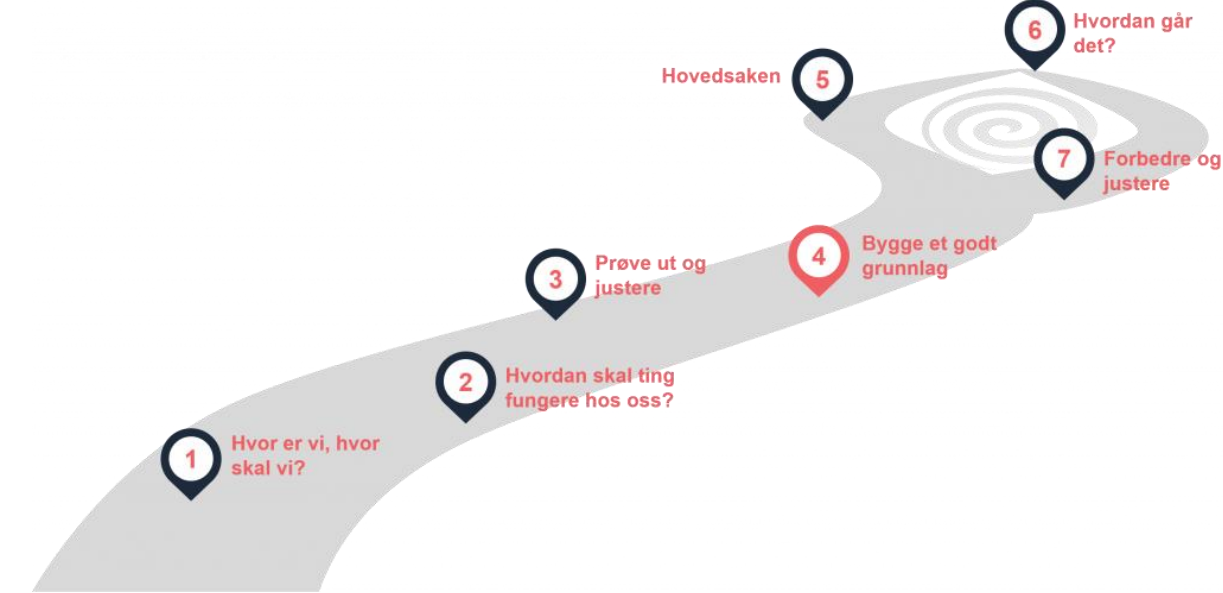 1
Hvor er vi, hvor
skal vi?
2
Hvordan skal ting
fungere hos oss?
3
Prøve ut og
justere
4
Bygge et godt
grunnlag
Hovedsaken
5
6
Hvordan går
det?
7
Forbedre og
justere